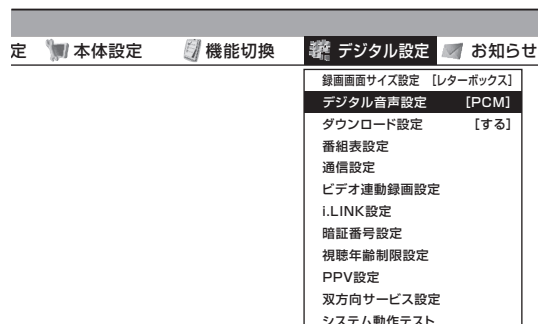 定 本体設定 機能切換 デジタル設定 お知らせ
録画画面サイズ設定 [レターボックス]
デジタル音声設定 [PCM]
ダウンロード設定 [する]
番組表設定
通信設定
ビデオ連動録画設定
i.LINK設定
暗証番号設定
視聴年齢制限設定
PPV設定
双方向サービス設定
システム動作テスト